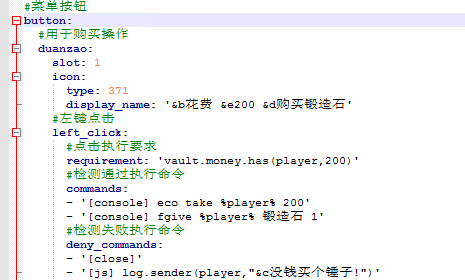 #菜单按钮
button:
  #用于购买操作
  duanzao:
    slot: 1
    icon:
      type: 371
      display_name: '&b花费 &e200 &d购买锻造石'
    #左键点击
    left_click:
      #点击执行要求
      requirement: 'vault.money.has(player,200)'
      #检测通过执行命令
      commands:
      - '[console] eco take %player% 200'
      - '[console] fgive %player% 锻造石 1'
      #检测失败执行命令
      deny_commands:
      - '[close]'
      - '[js] log.sender(player,"&c没钱买个锤子!")'